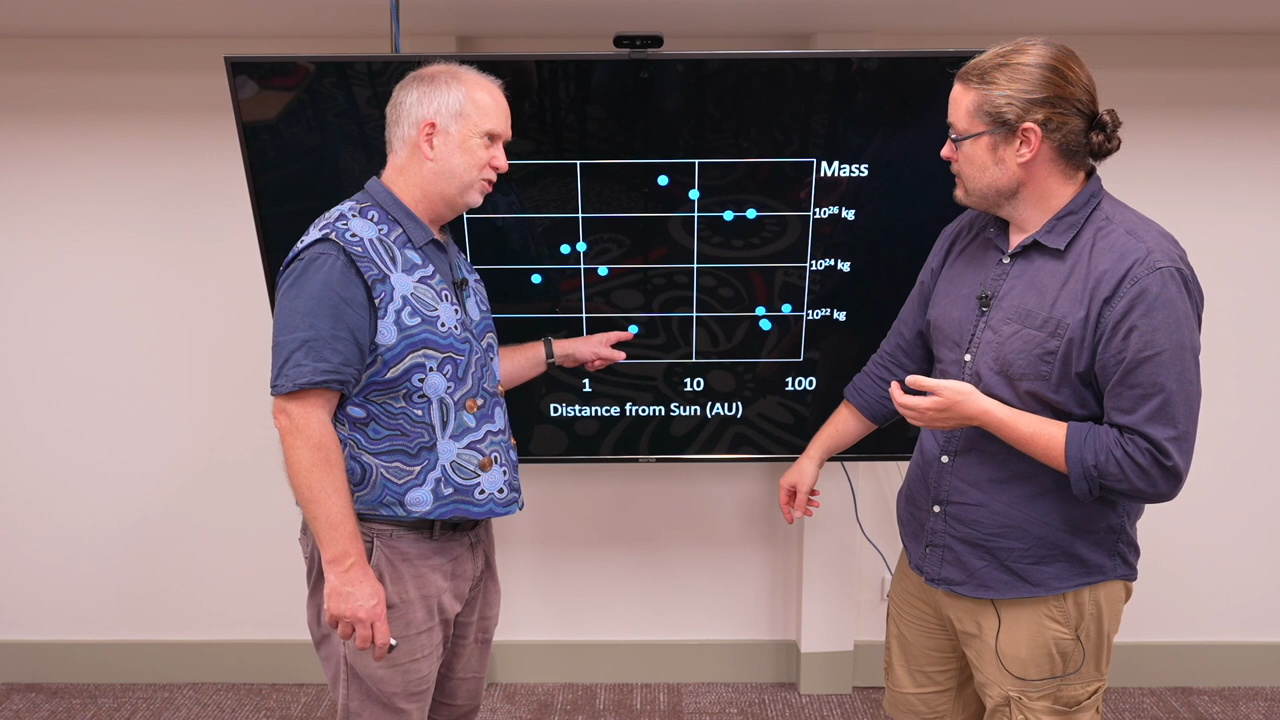 Mass
10²⁶ kg
10²⁴ kg
10²² kg
1 10 100
Distance from Sun (AU)